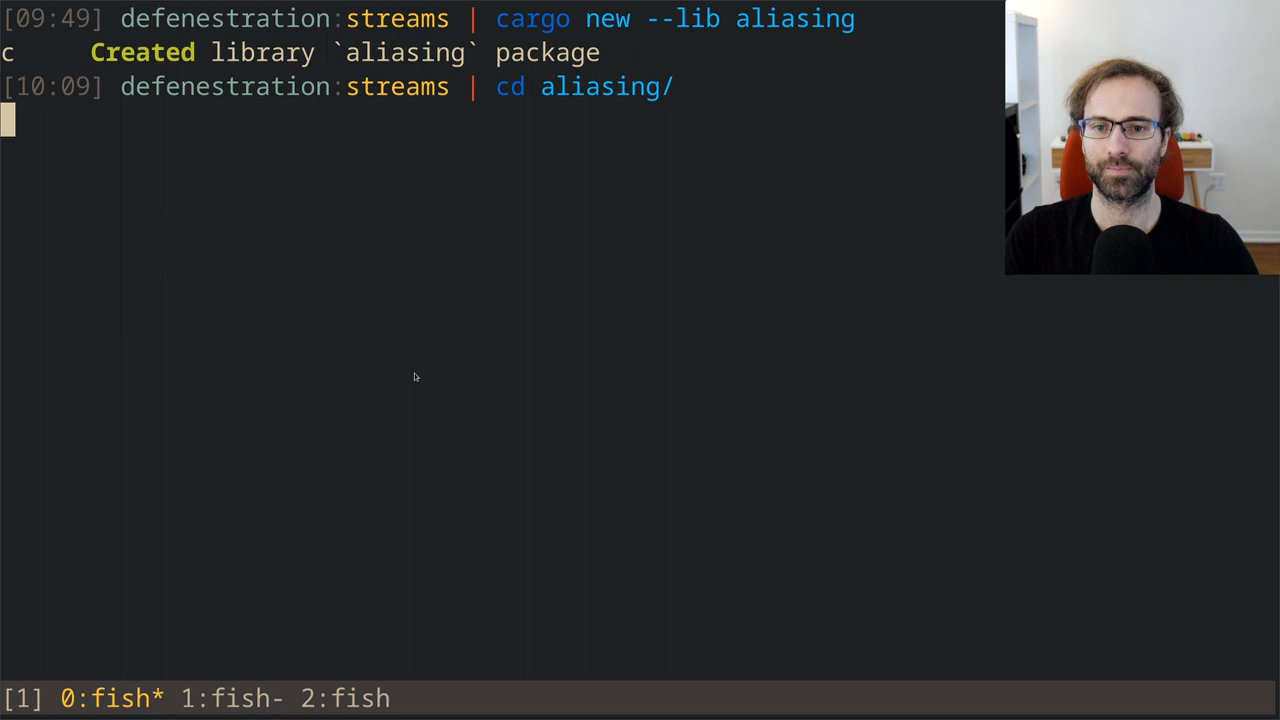 [09:49] defenestration:streams | cargo new --lib aliasing
c     Created library `aliasing` package
[10:09] defenestration:streams | cd aliasing/
[1] 0:fish* 1:fish- 2:fish